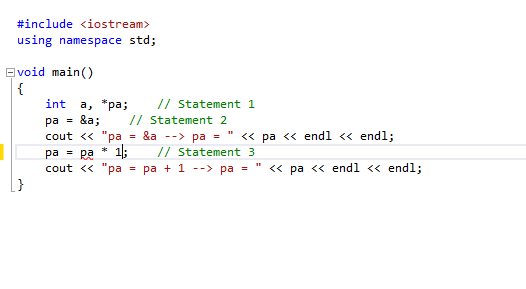 #include <iostream>
using namespace std;
void main()
{
int a, *pa; // Statement 1
pa = &a; // Statement 2
cout << "pa = &a --> pa = " << pa << endl << endl;
pa = pa * 1; // Statement 3
cout << "pa = pa + 1 --> pa = " << pa << endl << endl;
}